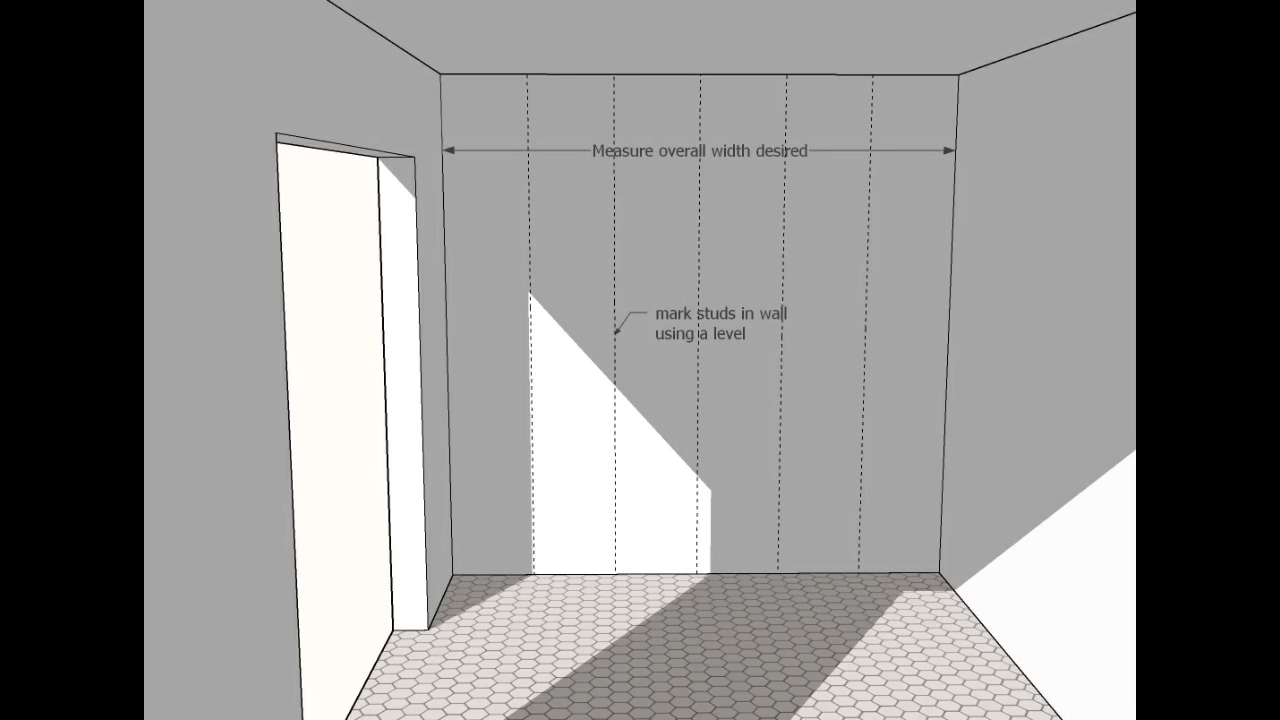 Measure overall width desired
mark studs in wall
using a level